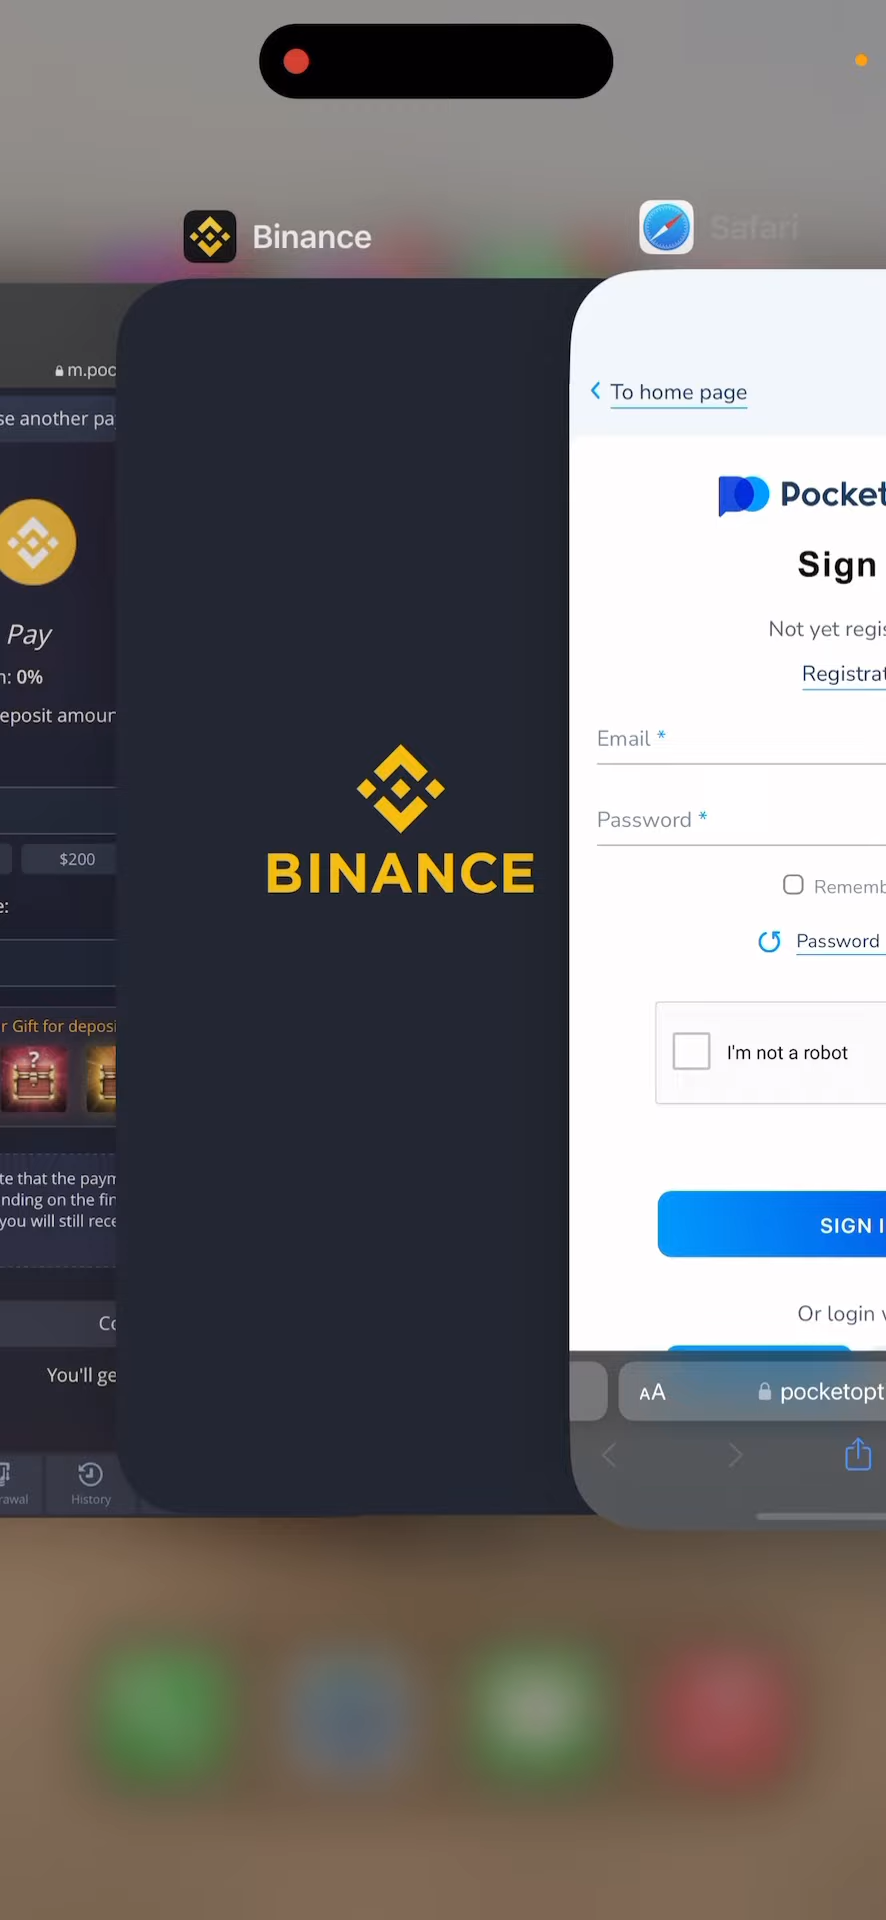 Binance
Safari
m.poc
se another pa
To home page
Pocket
Sign
Pay
Not yet regis
n: 0%
Registrat
eposit amour
Email *
Password *
$200
BINANCE
e:
Rememb
Password
r Gift for deposi
?
I'm not a robot
te that the paym
nding on the fir
you will still rece
SIGN I
Or login w
Co
You'll ge
AA
pocketopt
rawal
History